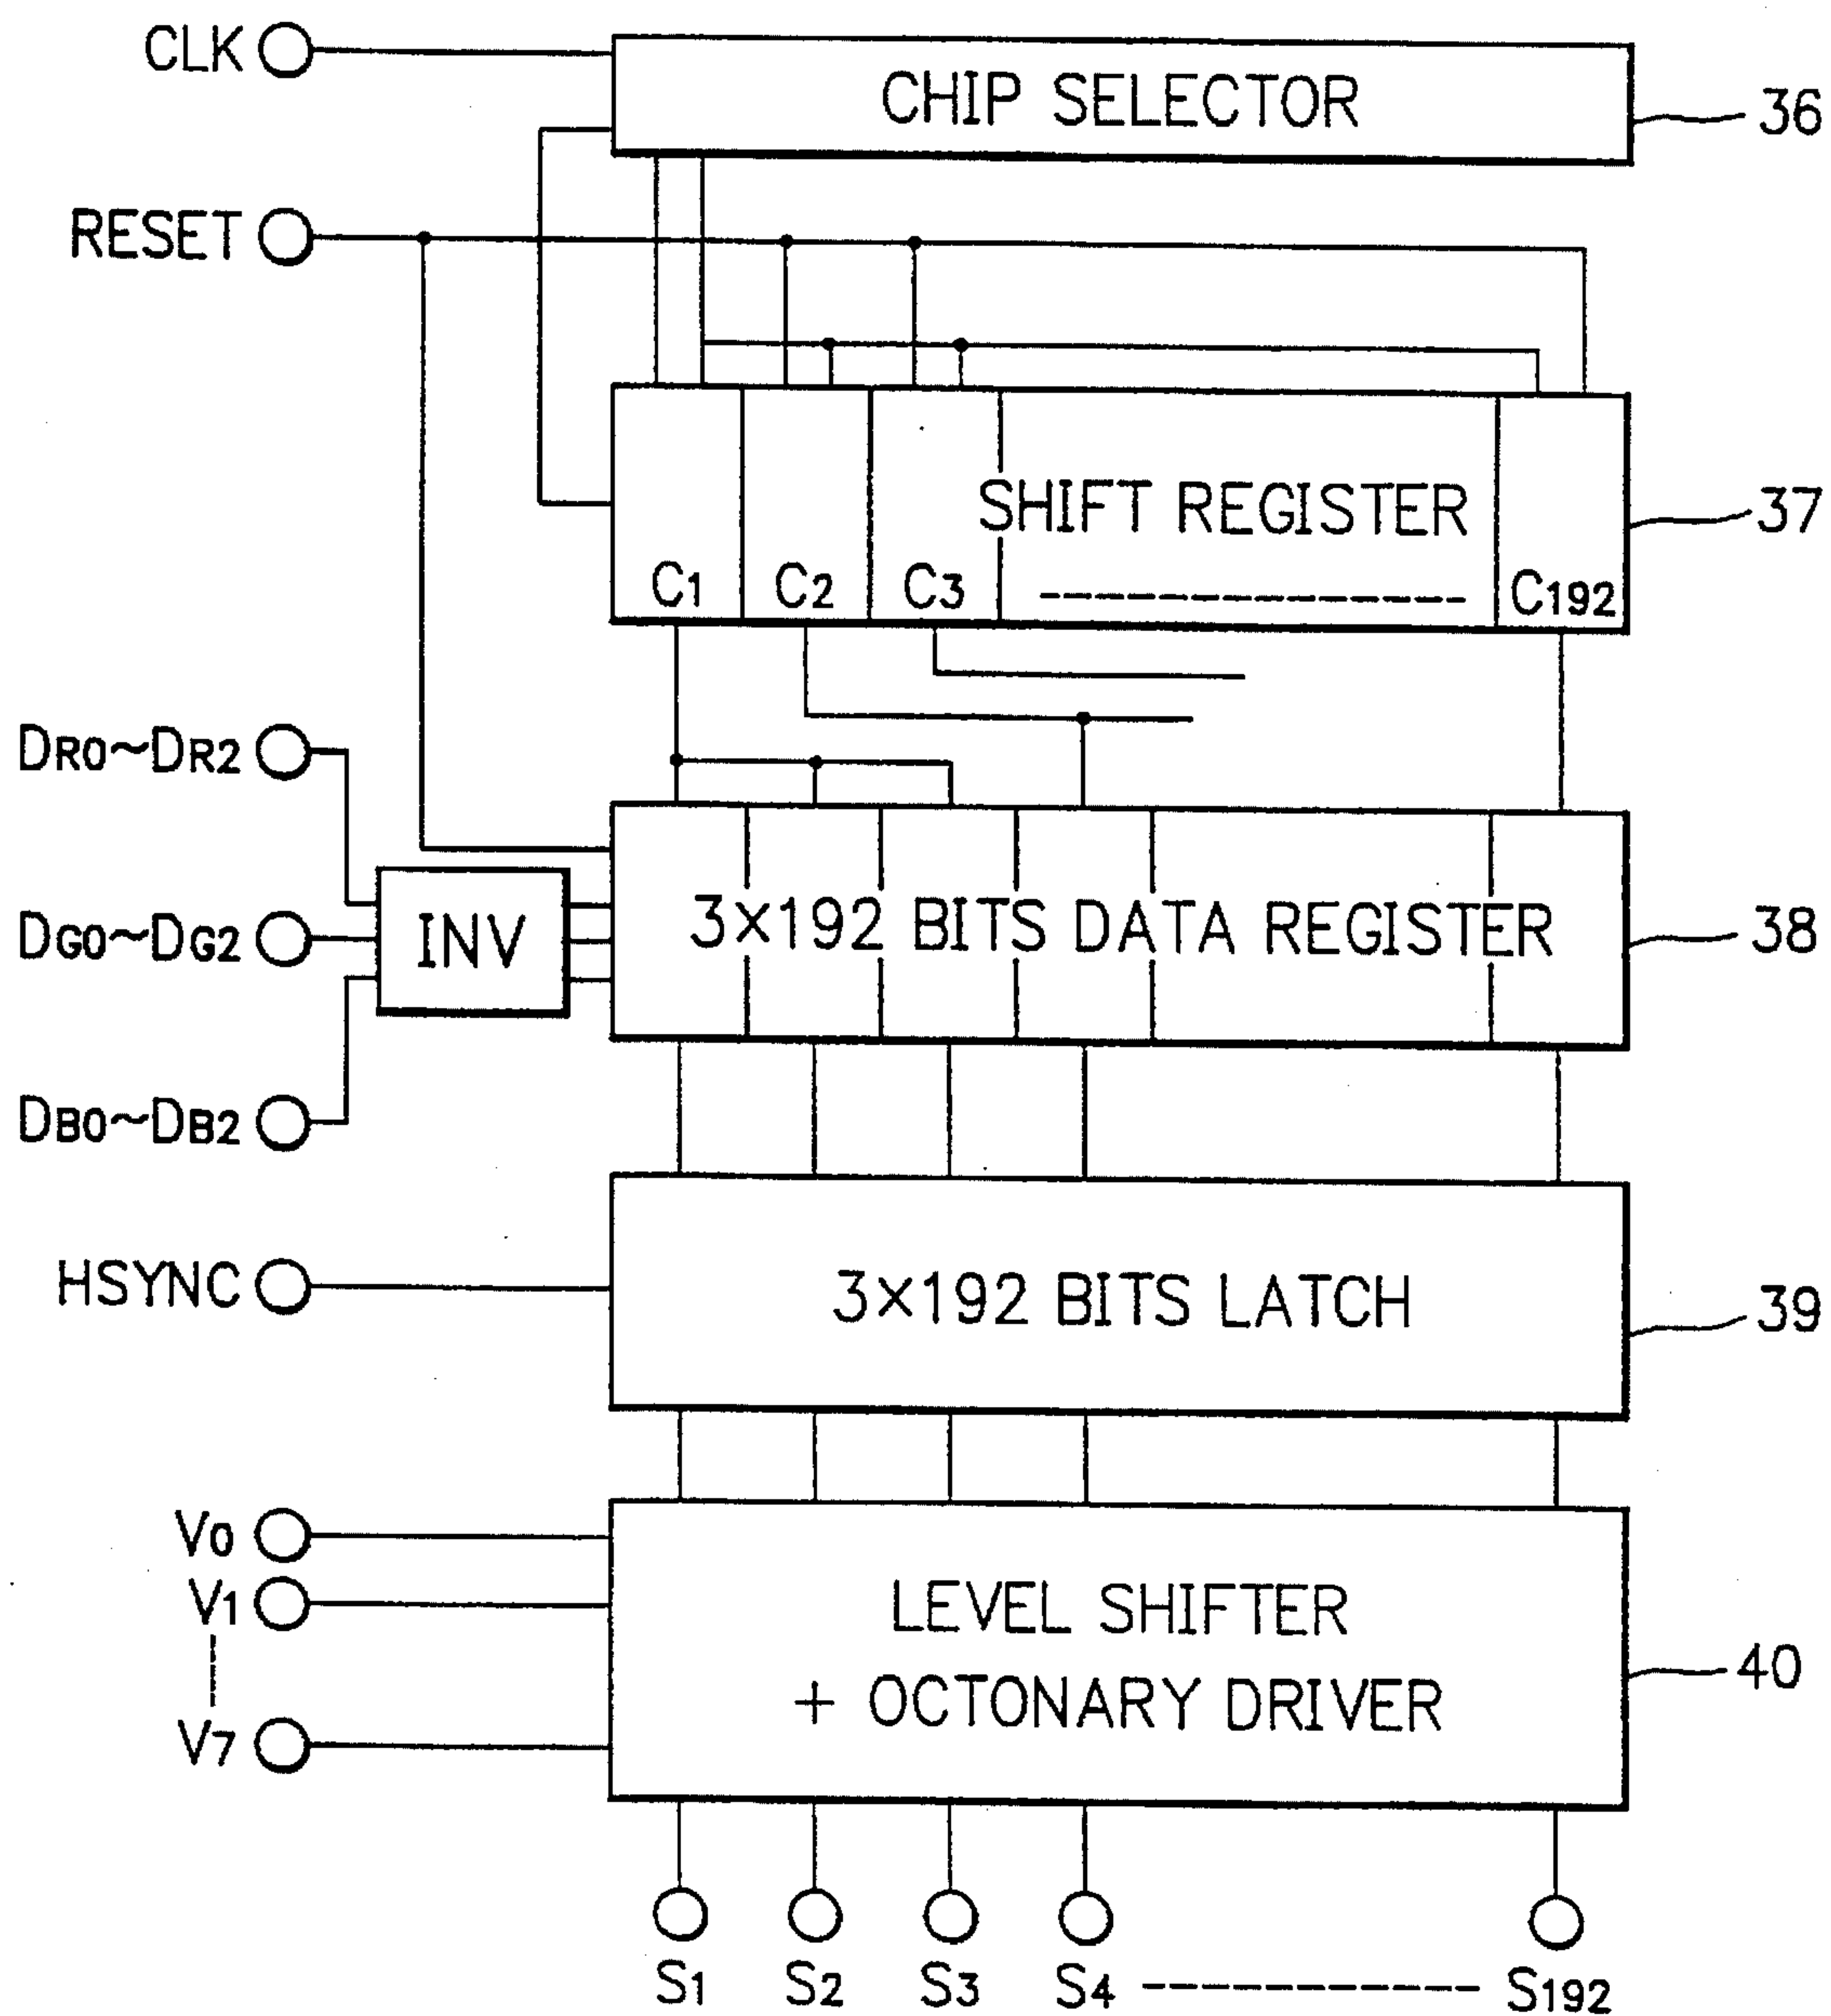 CLK
CHIP SELECTOR
36
RESET
SHIFT REGISTER
37
C1
C2
C3
C192
DR0~DR2
DG0~DG2
INV
3×192 BITS DATA REGISTER
38
DB0~DB2
HSYNC
3×192 BITS LATCH
39
V0
V1
V7
LEVEL SHIFTER
+ OCTONARY DRIVER
40
S1
S2
S3
S4
S192